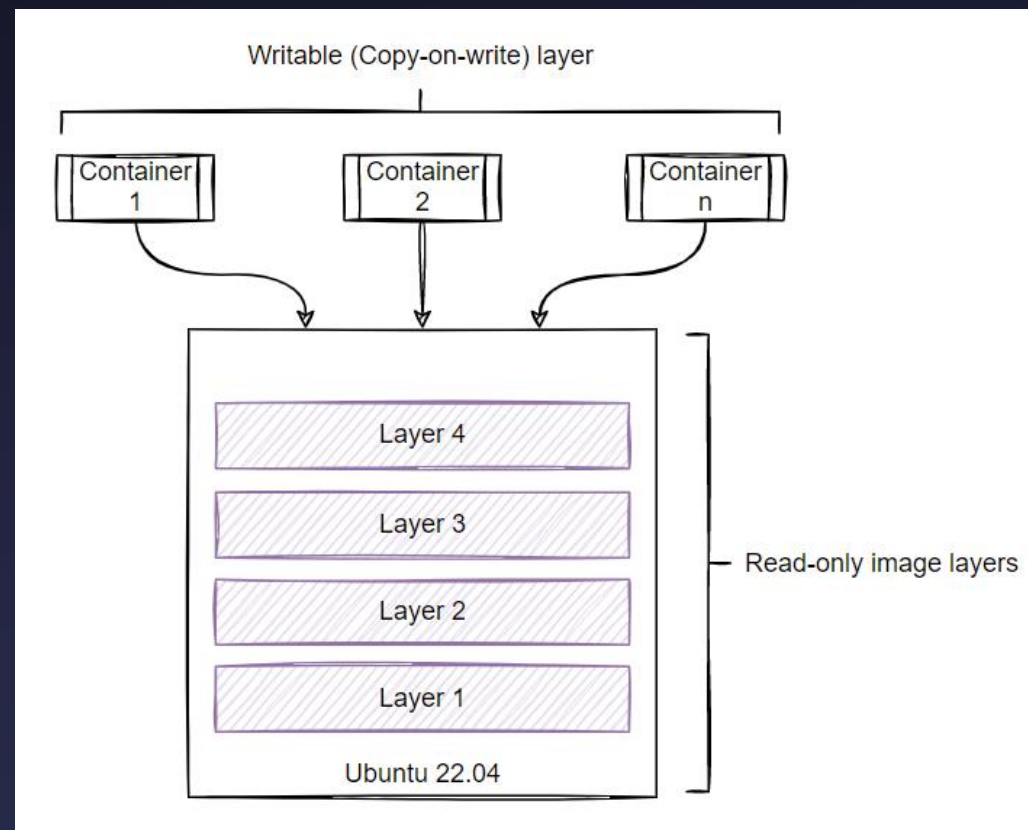 Writable (Copy-on-write) layer
Container
1
Container
2
Container
n
Layer 4
Layer 3
Layer 2
Layer 1
Read-only image layers
Ubuntu 22.04